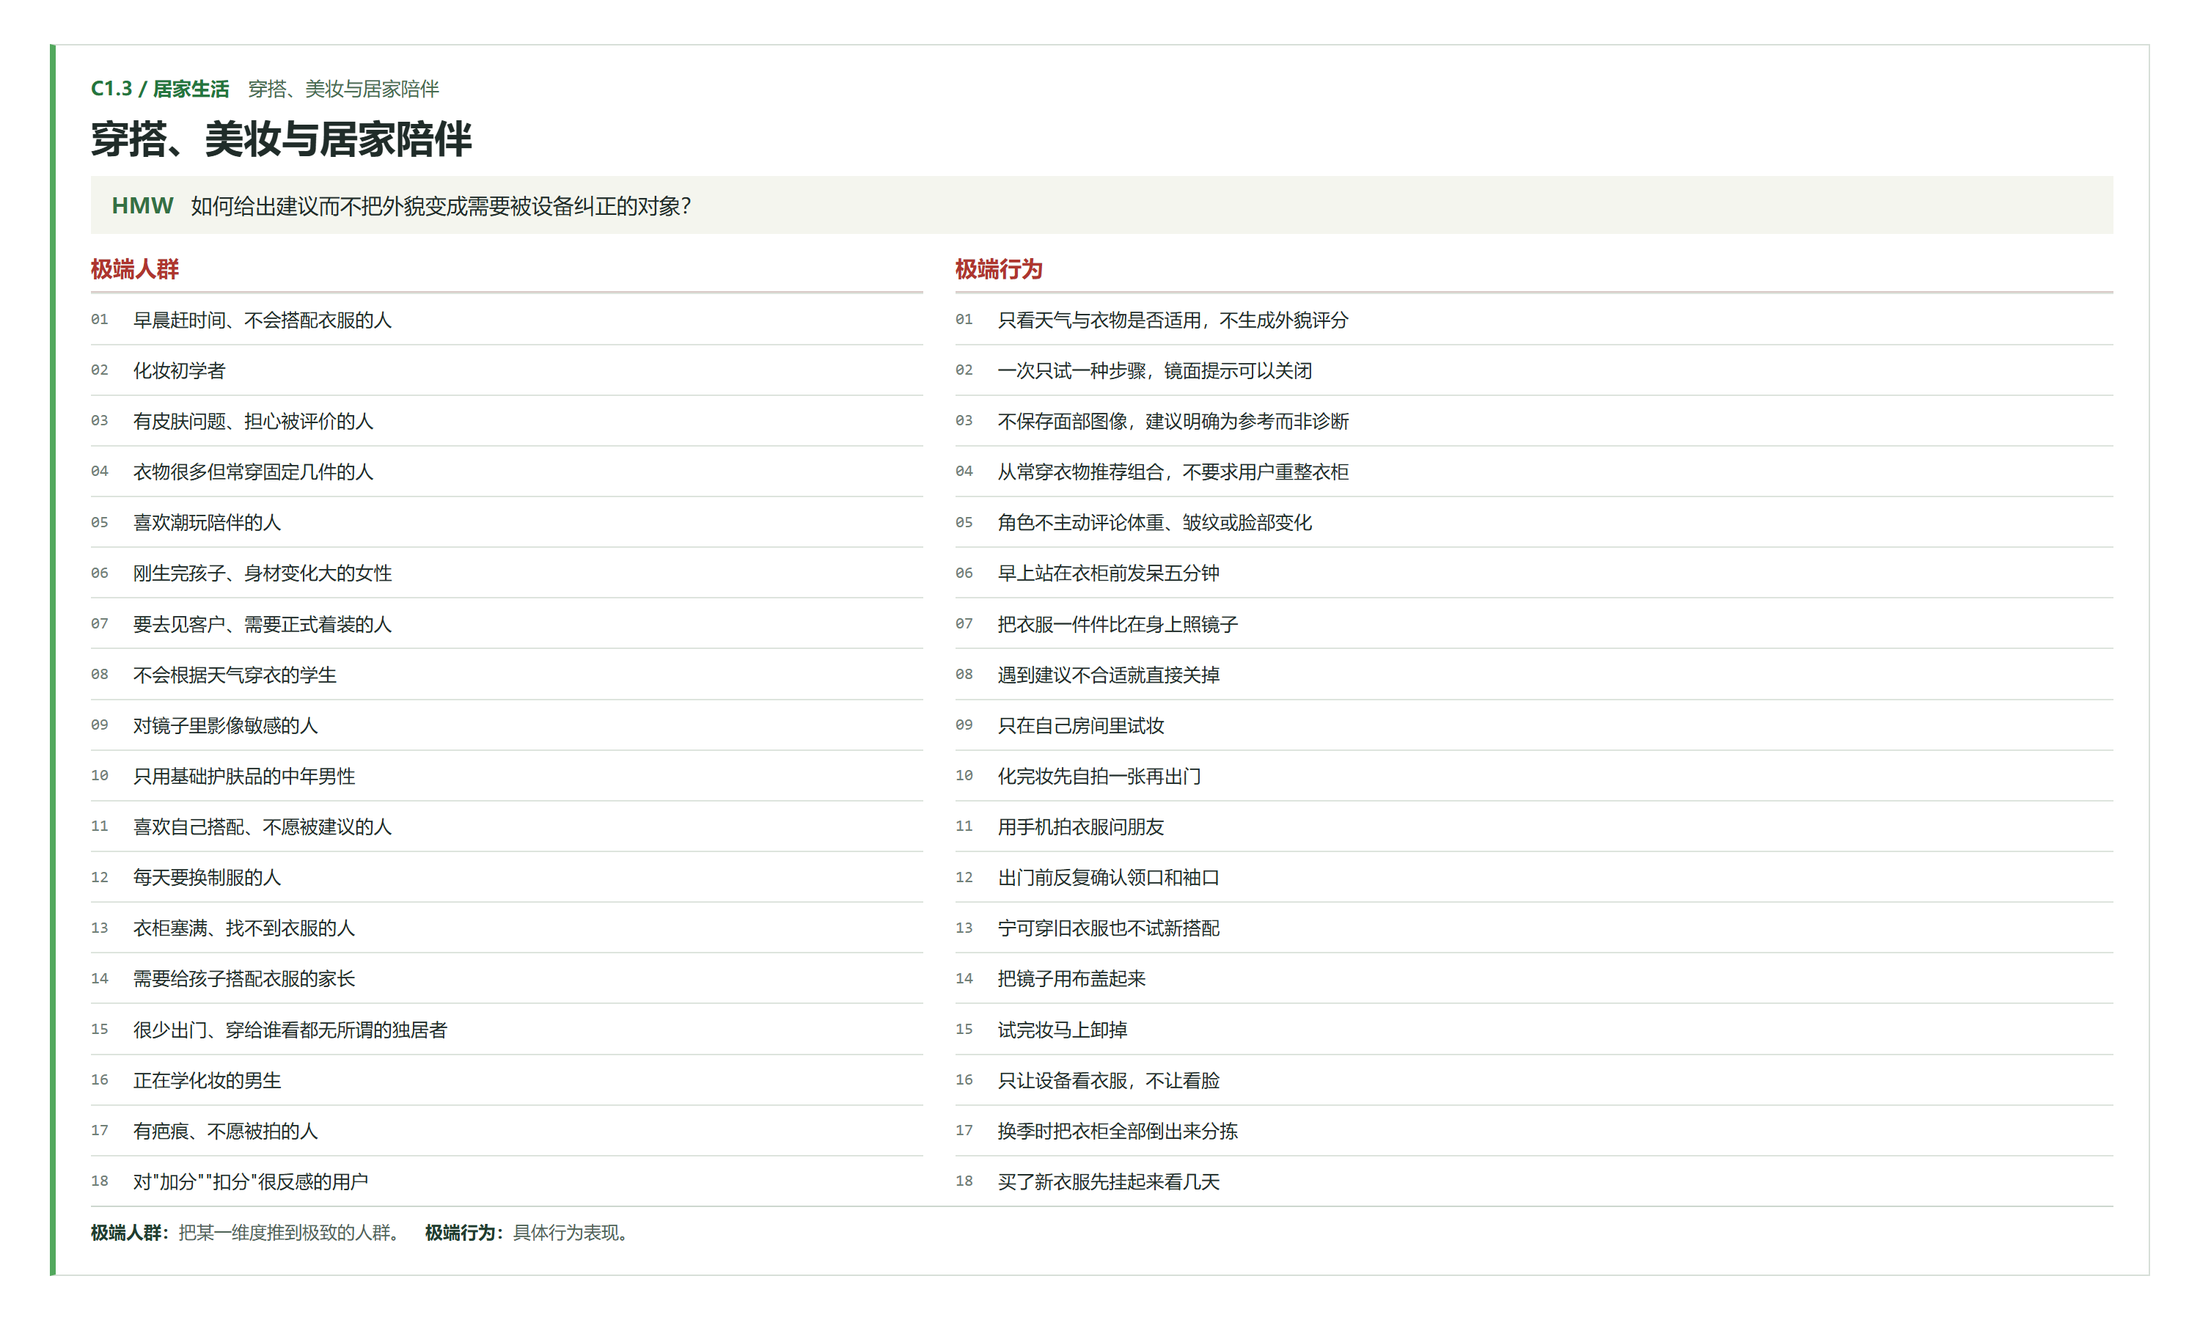 C1.3 / 居家生活 穿搭、美妆与居家陪伴
穿搭、美妆与居家陪伴
HMW 如何给出建议而不把外貌变成需要被设备纠正的对象？
极端人群
01 早晨赶时间、不会搭配衣服的人
02 化妆初学者
03 有皮肤问题、担心被评价的人
04 衣物很多但常穿固定几件的人
05 喜欢潮玩陪伴的人
06 刚生完孩子、身材变化大的女性
07 要去见客户、需要正式着装的人
08 不会根据天气穿衣的学生
09 对镜子里影像敏感的人
10 只用基础护肤品的中年男性
11 喜欢自己搭配、不愿被建议的人
12 每天要换制服的人
13 衣柜塞满、找不到衣服的人
14 需要给孩子搭配衣服的家长
15 很少出门、穿给谁看都无所谓的独居者
16 正在学化妆的男生
17 有疤痕、不愿被拍的人
18 对"加分""扣分"很反感的用户
极端行为
01 只看天气与衣物是否适用，不生成外貌评分
02 一次只试一种步骤，镜面提示可以关闭
03 不保存面部图像，建议明确为参考而非诊断
04 从常穿衣物推荐组合，不要求用户重整衣柜
05 角色不主动评论体重、皱纹或脸部变化
06 早上站在衣柜前发呆五分钟
07 把衣服一件件比在身上照镜子
08 遇到建议不合适就直接关掉
09 只在自己房间里试妆
10 化完妆先自拍一张再出门
11 用手机拍衣服问朋友
12 出门前反复确认领口和袖口
13 宁可穿旧衣服也不试新搭配
14 把镜子用布盖起来
15 试完妆马上卸掉
16 只让设备看衣服，不让看脸
17 换季时把衣柜全部倒出来分拣
18 买了新衣服先挂起来看几天
极端人群：把某一维度推到极致的人群。 极端行为：具体行为表现。